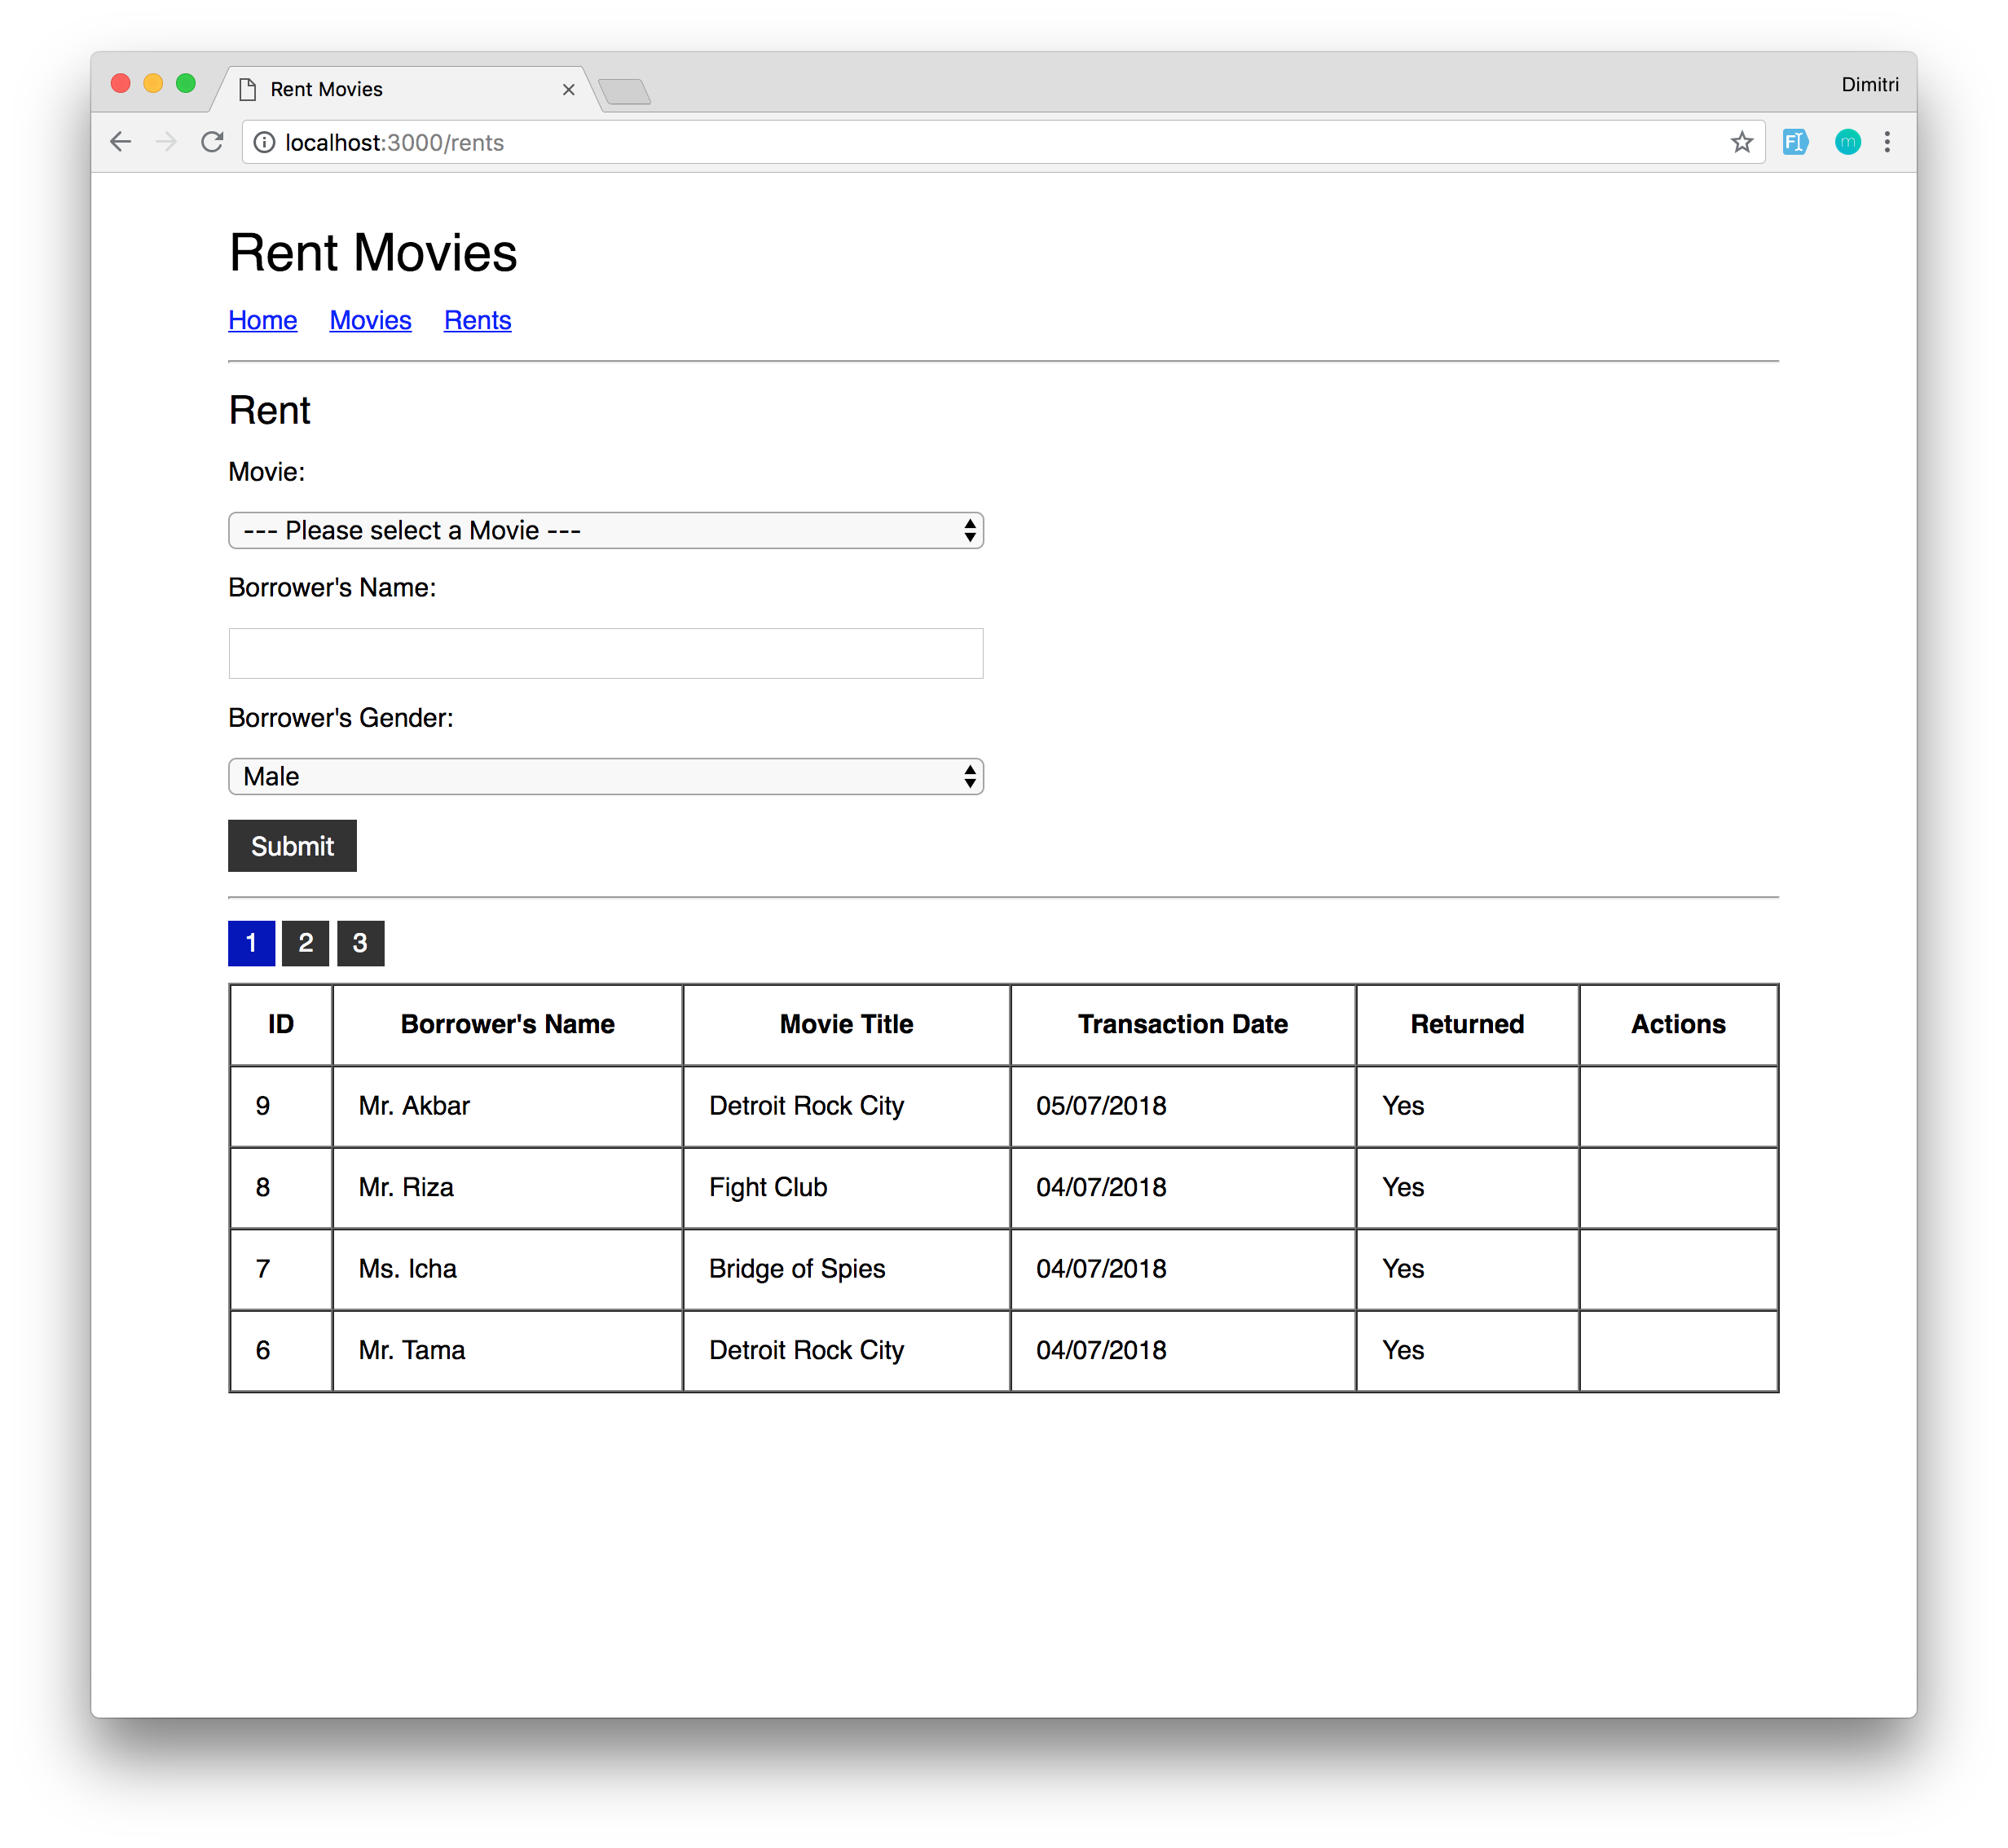 Rent Movies
Dimitri
localhost:3000/rents
FI
m
Rent Movies
Home Movies Rents
Rent
Movie:
--- Please select a Movie ---
Borrower's Name:
Borrower's Gender:
Male
Submit
1 2 3
ID Borrower's Name Movie Title Transaction Date Returned Actions
9 Mr. Akbar Detroit Rock City 05/07/2018 Yes
8 Mr. Riza Fight Club 04/07/2018 Yes
7 Ms. Icha Bridge of Spies 04/07/2018 Yes
6 Mr. Tama Detroit Rock City 04/07/2018 Yes